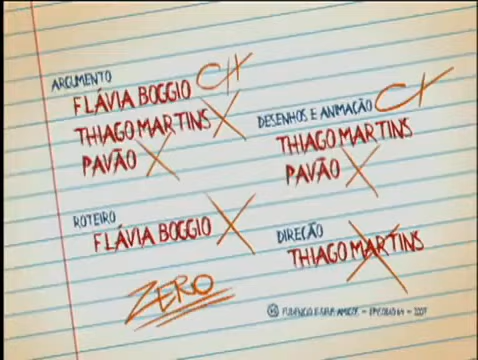 ARGUMENTO
FLÁVIA BOGGIO
THIAGO MARTINS
PAVÃO
DESENHOS E ANIMAÇÃO
THIAGO MARTINS
PAVÃO
ROTEIRO
FLÁVIA BOGGIO
DIREÇÃO
THIAGO MARTINS
ZERO